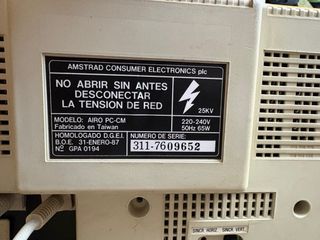 AMSTRAD CONSUMER ELECTRONICS plc
NO ABRIR SIN ANTES
DESCONECTAR
LA TENSION DE RED
25KV
MODELO: AIRO PC-CM
Fabricado en Taiwan
220-240V
50Hz 65W
HOMOLOGADO D.G.E.I.
B.O.E. 31-ENERO-87
Nº GPA 0194
NUMERO DE SERIE:
311-7609652
SINCR. HORIZ. SINCR. VERT.